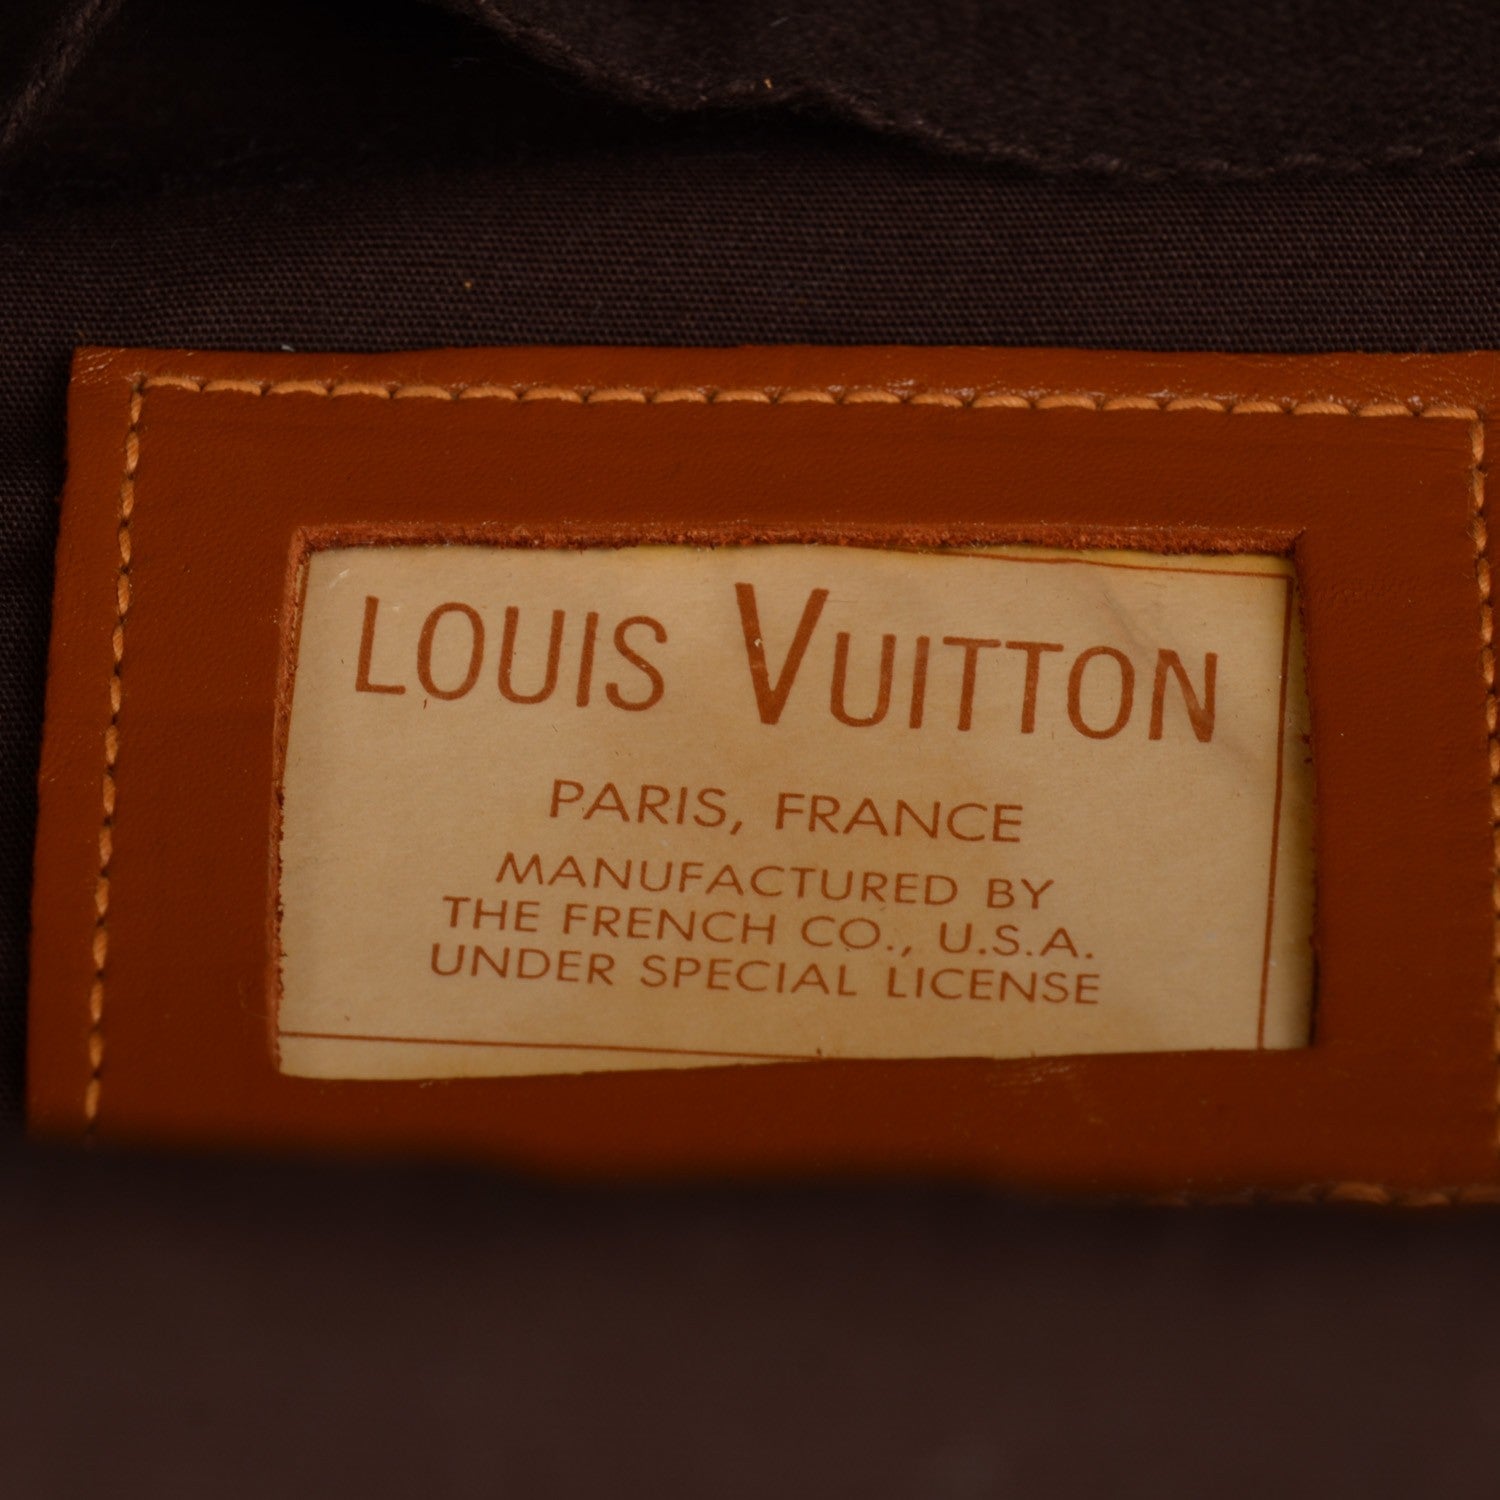 LOUIS VUITTON
PARIS, FRANCE
MANUFACTURED BY
THE FRENCH CO., U.S.A.
UNDER SPECIAL LICENSE